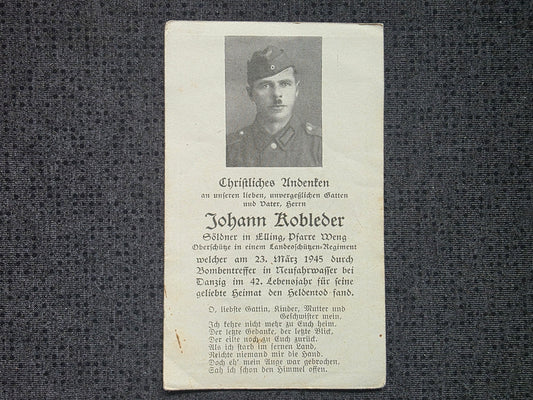 Christliches Andenken
an unseren lieben, unvergeßlichen Gatten
und Vater, Herrn
Johann Kobleder
Söldner in Elling, Pfarre Weng
Oberschütze in einem Landesschützen-Regiment
welcher am 23. März 1945 durch
Bombentreffer in Neufahrwasser bei
Danzig im 42. Lebensjahr für seine
geliebte Heimat den Heldentod fand.
O, liebste Gattin, Kinder, Mutter und
Geschwister mein,
Ich kehre nicht mehr zu Euch heim.
Der letzte Gedanke, der letzte Blick,
Der eilte noch zu Euch zurück.
Als ich starb im fernen Land,
Reichte niemand mir die Hand.
Doch eh' mein Auge war gebrochen,
Sah ich schon den Himmel offen.